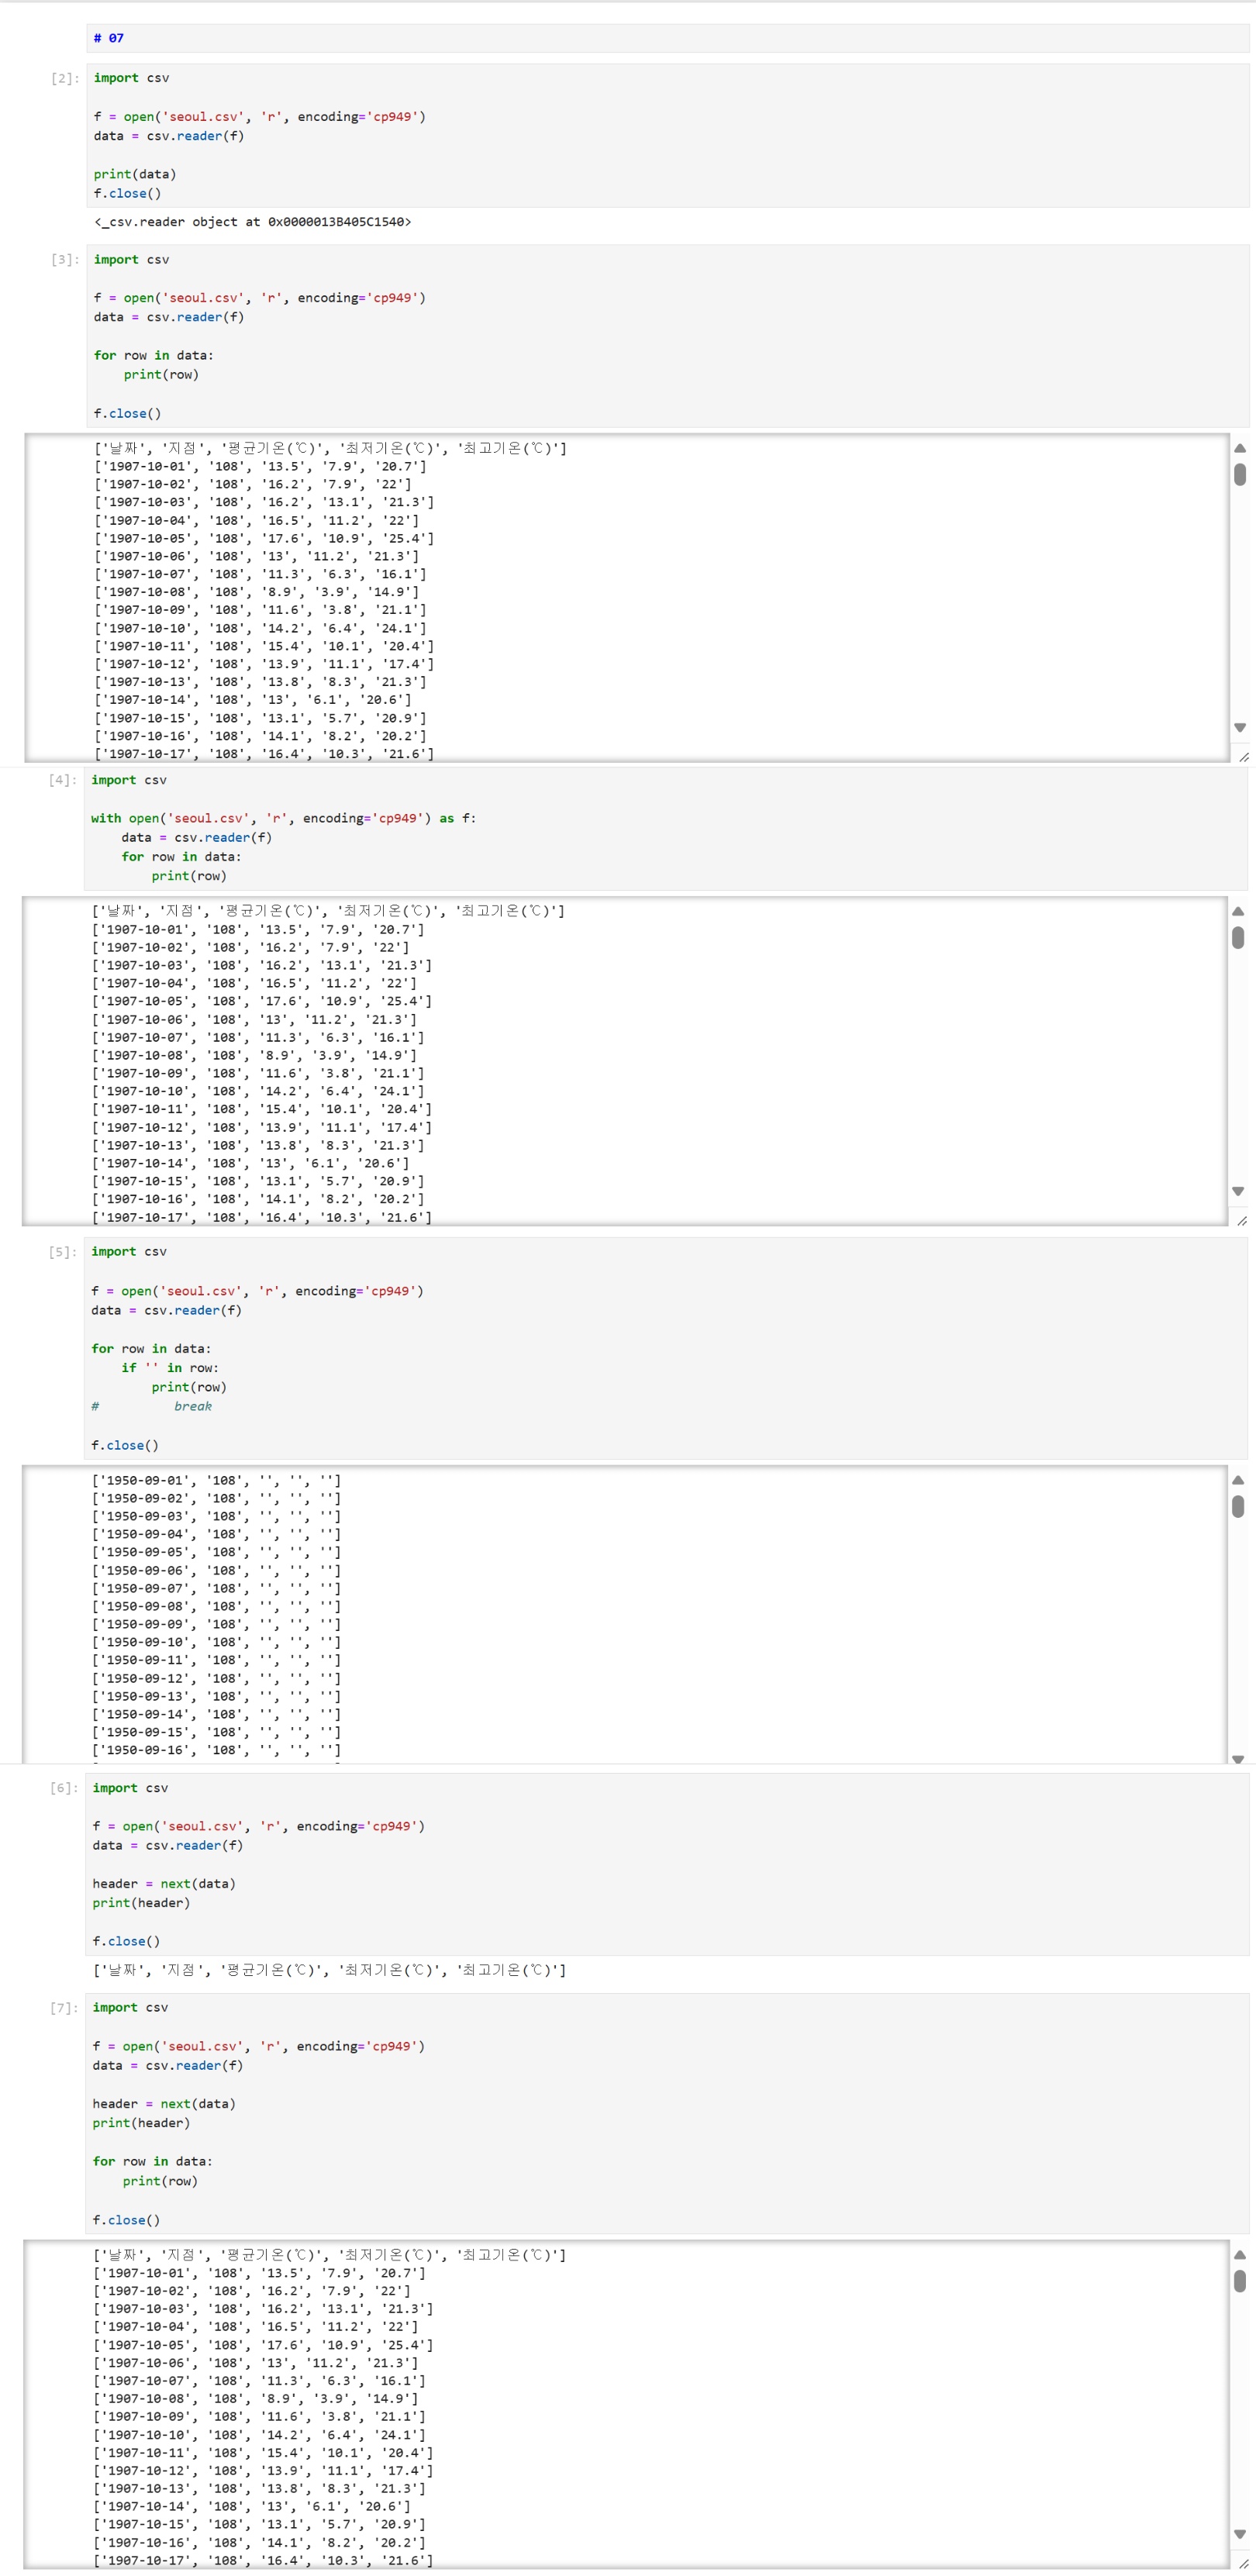 # 07
[2]:
import csv
f = open('seoul.csv', 'r', encoding='cp949')
data = csv.reader(f)
print(data)
f.close()
<_csv.reader object at 0x0000013B405C1540>
[3]:
import csv
f = open('seoul.csv', 'r', encoding='cp949')
data = csv.reader(f)
for row in data:
    print(row)
f.close()
['날짜', '지점', '평균기온(℃)', '최저기온(℃)', '최고기온(℃)']
['1907-10-01', '108', '13.5', '7.9', '20.7']
['1907-10-02', '108', '16.2', '7.9', '22']
['1907-10-03', '108', '16.2', '13.1', '21.3']
['1907-10-04', '108', '16.5', '11.2', '22']
['1907-10-05', '108', '17.6', '10.9', '25.4']
['1907-10-06', '108', '13', '11.2', '21.3']
['1907-10-07', '108', '11.3', '6.3', '16.1']
['1907-10-08', '108', '8.9', '3.9', '14.9']
['1907-10-09', '108', '11.6', '3.8', '21.1']
['1907-10-10', '108', '14.2', '6.4', '24.1']
['1907-10-11', '108', '15.4', '10.1', '20.4']
['1907-10-12', '108', '13.9', '11.1', '17.4']
['1907-10-13', '108', '13.8', '8.3', '21.3']
['1907-10-14', '108', '13', '6.1', '20.6']
['1907-10-15', '108', '13.1', '5.7', '20.9']
['1907-10-16', '108', '14.1', '8.2', '20.2']
['1907-10-17', '108', '16.4', '10.3', '21.6']
[4]:
import csv
with open('seoul.csv', 'r', encoding='cp949') as f:
    data = csv.reader(f)
    for row in data:
        print(row)
['날짜', '지점', '평균기온(℃)', '최저기온(℃)', '최고기온(℃)']
['1907-10-01', '108', '13.5', '7.9', '20.7']
['1907-10-02', '108', '16.2', '7.9', '22']
['1907-10-03', '108', '16.2', '13.1', '21.3']
['1907-10-04', '108', '16.5', '11.2', '22']
['1907-10-05', '108', '17.6', '10.9', '25.4']
['1907-10-06', '108', '13', '11.2', '21.3']
['1907-10-07', '108', '11.3', '6.3', '16.1']
['1907-10-08', '108', '8.9', '3.9', '14.9']
['1907-10-09', '108', '11.6', '3.8', '21.1']
['1907-10-10', '108', '14.2', '6.4', '24.1']
['1907-10-11', '108', '15.4', '10.1', '20.4']
['1907-10-12', '108', '13.9', '11.1', '17.4']
['1907-10-13', '108', '13.8', '8.3', '21.3']
['1907-10-14', '108', '13', '6.1', '20.6']
['1907-10-15', '108', '13.1', '5.7', '20.9']
['1907-10-16', '108', '14.1', '8.2', '20.2']
['1907-10-17', '108', '16.4', '10.3', '21.6']
[5]:
import csv
f = open('seoul.csv', 'r', encoding='cp949')
data = csv.reader(f)
for row in data:
    if '' in row:
        print(row)
#          break
f.close()
['1950-09-01', '108', '', '', '']
['1950-09-02', '108', '', '', '']
['1950-09-03', '108', '', '', '']
['1950-09-04', '108', '', '', '']
['1950-09-05', '108', '', '', '']
['1950-09-06', '108', '', '', '']
['1950-09-07', '108', '', '', '']
['1950-09-08', '108', '', '', '']
['1950-09-09', '108', '', '', '']
['1950-09-10', '108', '', '', '']
['1950-09-11', '108', '', '', '']
['1950-09-12', '108', '', '', '']
['1950-09-13', '108', '', '', '']
['1950-09-14', '108', '', '', '']
['1950-09-15', '108', '', '', '']
['1950-09-16', '108', '', '', '']
[6]:
import csv
f = open('seoul.csv', 'r', encoding='cp949')
data = csv.reader(f)
header = next(data)
print(header)
f.close()
['날짜', '지점', '평균기온(℃)', '최저기온(℃)', '최고기온(℃)']
[7]:
import csv
f = open('seoul.csv', 'r', encoding='cp949')
data = csv.reader(f)
header = next(data)
print(header)
for row in data:
    print(row)
f.close()
['날짜', '지점', '평균기온(℃)', '최저기온(℃)', '최고기온(℃)']
['1907-10-01', '108', '13.5', '7.9', '20.7']
['1907-10-02', '108', '16.2', '7.9', '22']
['1907-10-03', '108', '16.2', '13.1', '21.3']
['1907-10-04', '108', '16.5', '11.2', '22']
['1907-10-05', '108', '17.6', '10.9', '25.4']
['1907-10-06', '108', '13', '11.2', '21.3']
['1907-10-07', '108', '11.3', '6.3', '16.1']
['1907-10-08', '108', '8.9', '3.9', '14.9']
['1907-10-09', '108', '11.6', '3.8', '21.1']
['1907-10-10', '108', '14.2', '6.4', '24.1']
['1907-10-11', '108', '15.4', '10.1', '20.4']
['1907-10-12', '108', '13.9', '11.1', '17.4']
['1907-10-13', '108', '13.8', '8.3', '21.3']
['1907-10-14', '108', '13', '6.1', '20.6']
['1907-10-15', '108', '13.1', '5.7', '20.9']
['1907-10-16', '108', '14.1', '8.2', '20.2']
['1907-10-17', '108', '16.4', '10.3', '21.6']